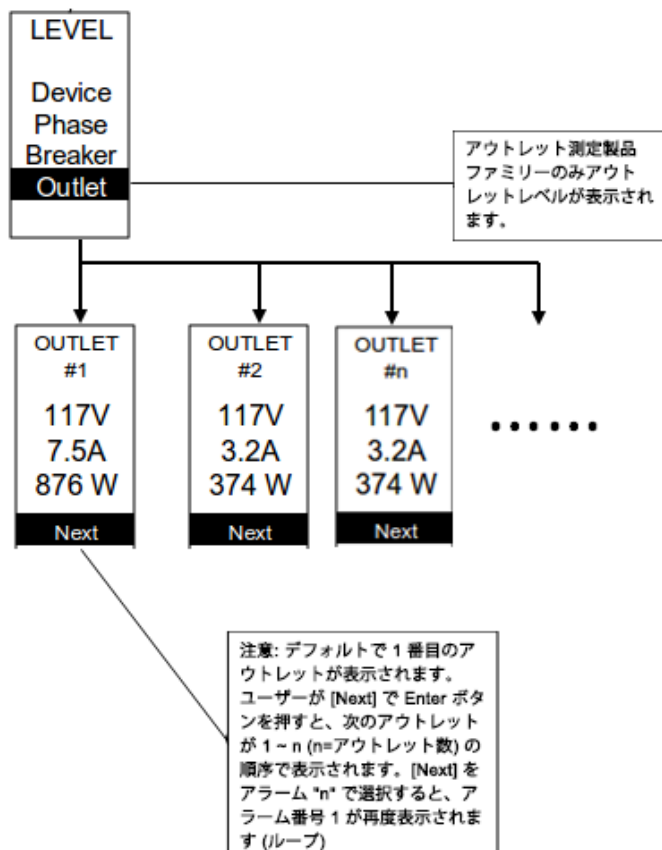 LEVEL
Device
Phase
Breaker
Outlet
アウトレット測定製品
ファミリーのみアウト
レットレベルが表示され
ます。
OUTLET
#1
117V
7.5A
876 W
Next
OUTLET
#2
117V
3.2A
374 W
Next
OUTLET
#n
117V
3.2A
374 W
Next
......
注意: デフォルトで 1 番目のア
ウトレットが表示されます。
ユーザーが [Next] で Enter ボタ
ンを押すと、次のアウトレット
が 1 ~ n (n=アウトレット数) の
順序で表示されます。[Next] を
アラーム "n" で選択すると、ア
ラーム番号 1 が再度表示されま
す (ループ)